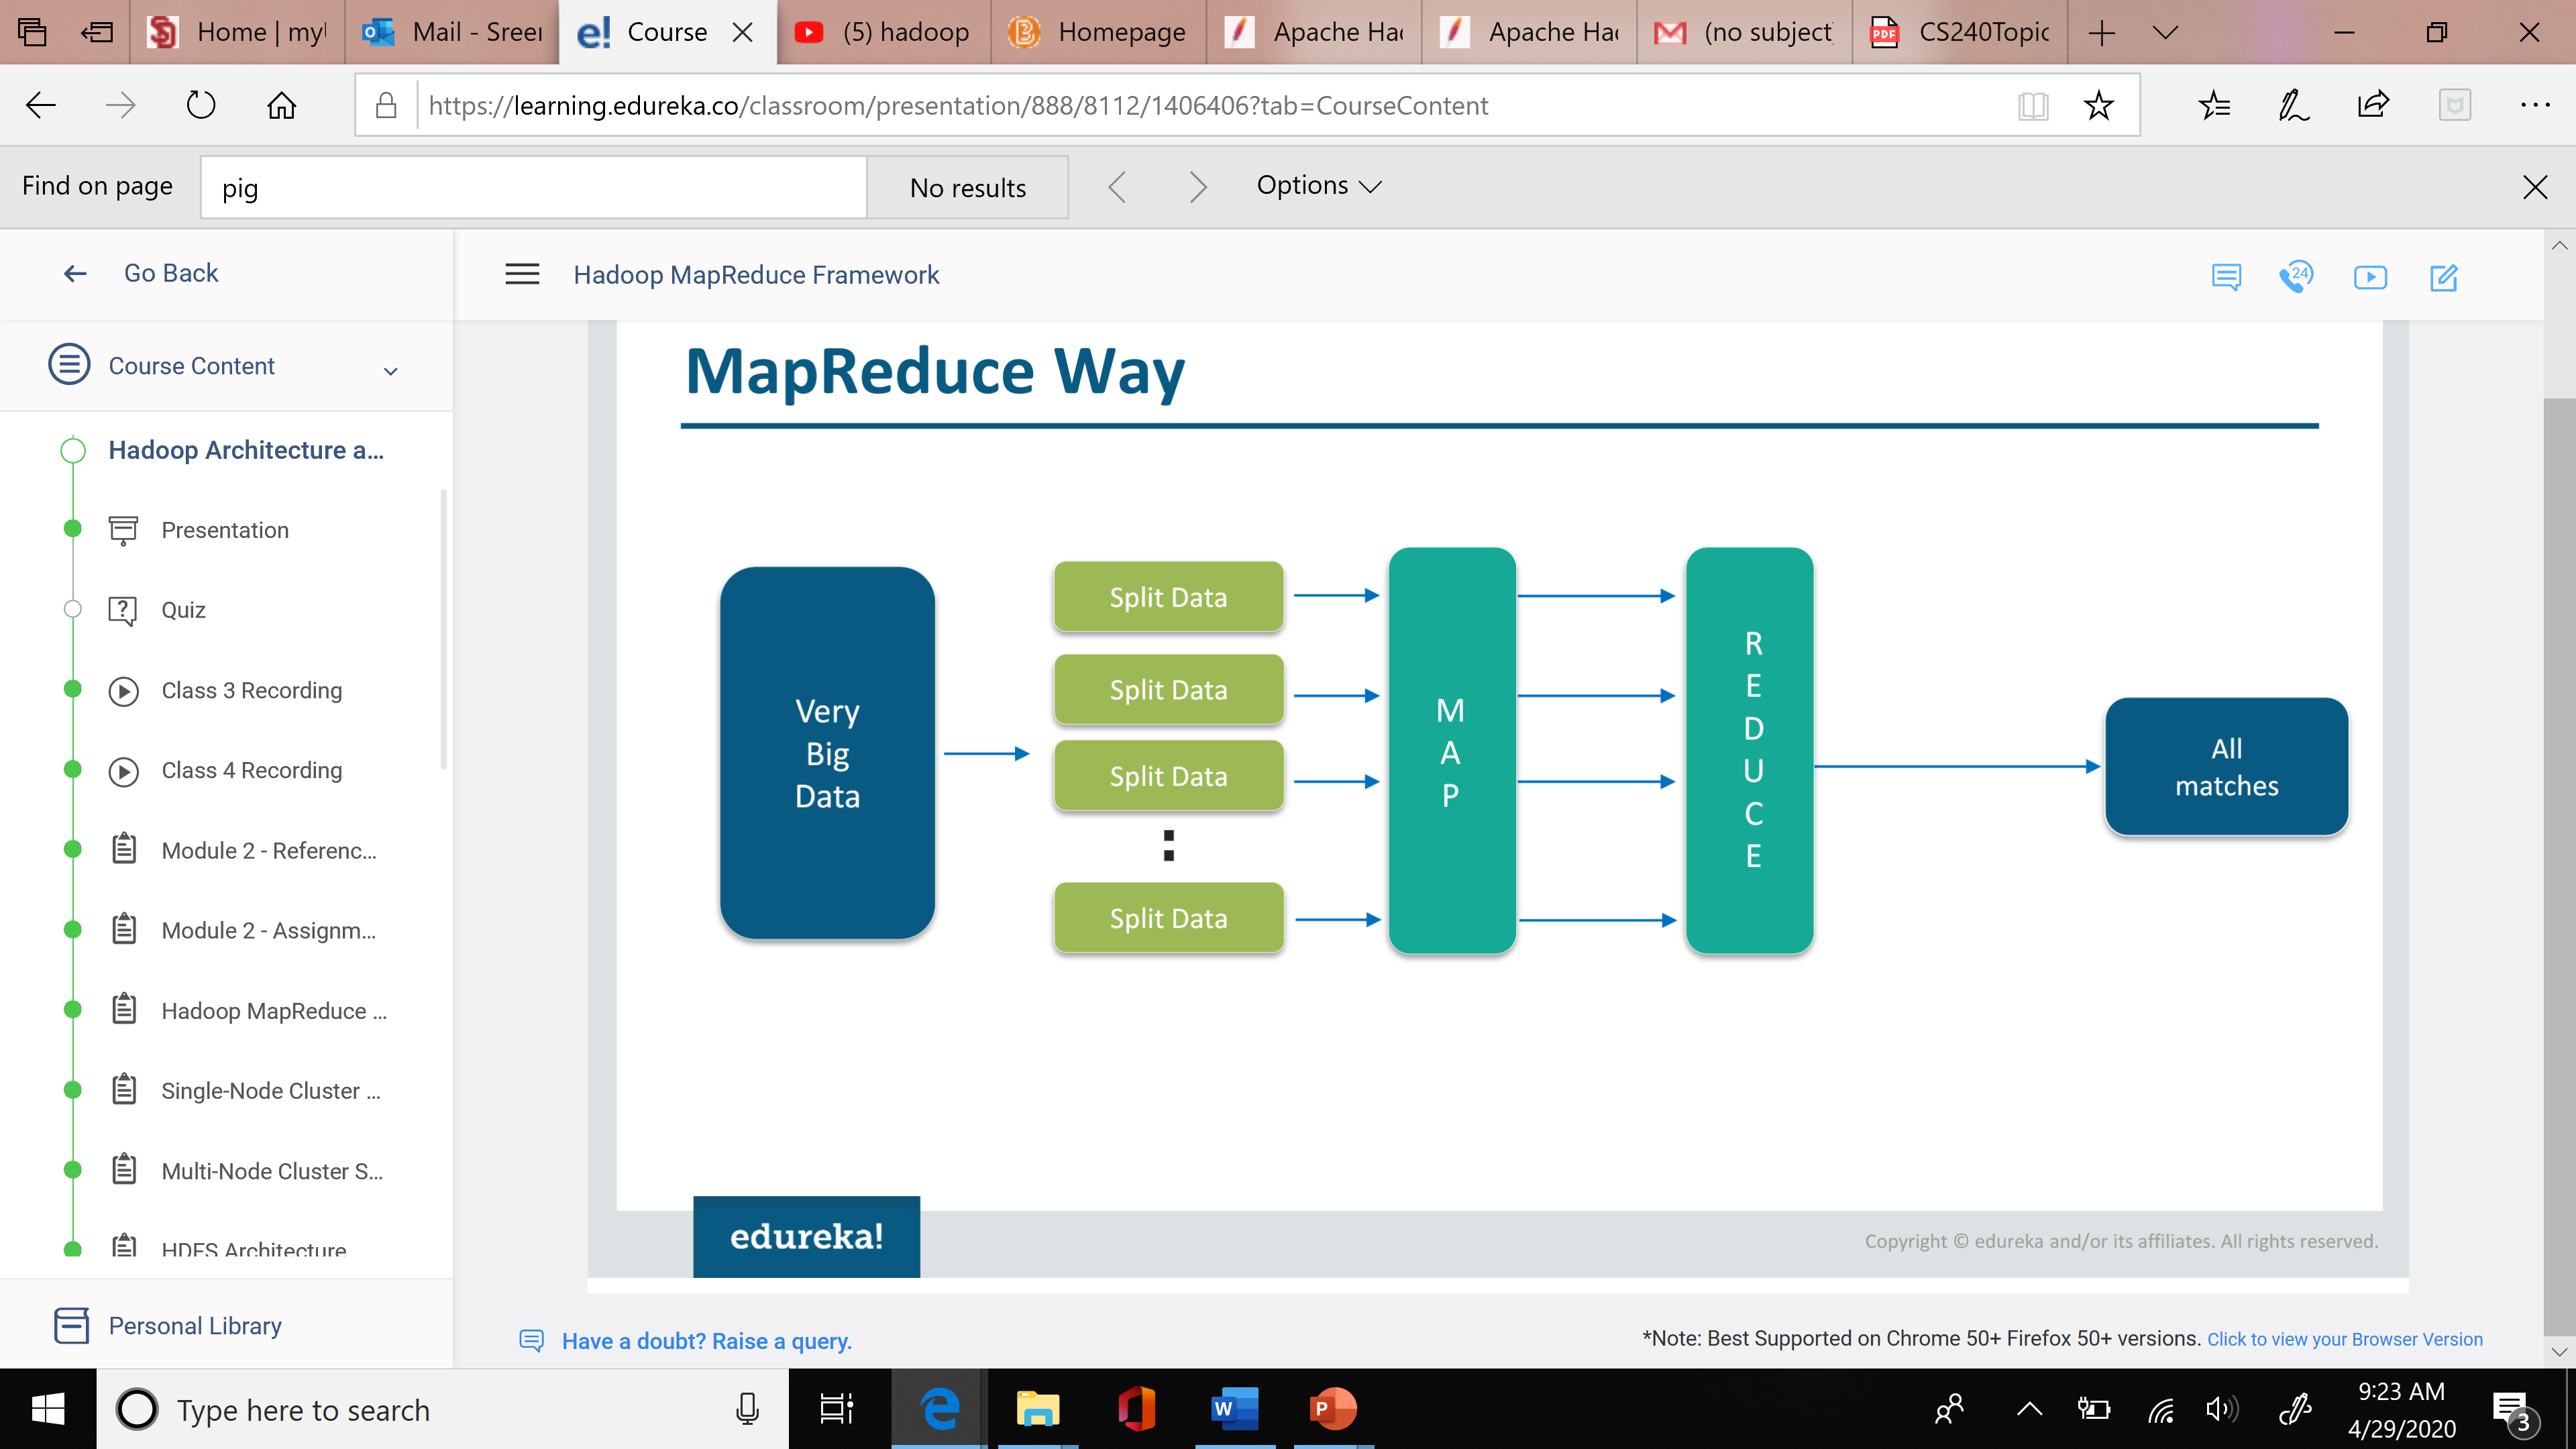 Home | my
Mail - Sree
e! Course
(5) hadoop
Homepage
Apache Ha
Apache Ha
(no subject
PDF CS240Topic
https://learning.edureka.co/classroom/presentation/888/8112/1406406?tab=CourseContent
Find on page
pig
No results
Options
Go Back
Hadoop MapReduce Framework
24
Course Content
Hadoop Architecture a...
Presentation
? Quiz
Class 3 Recording
Class 4 Recording
Module 2 - Referenc...
Module 2 - Assignm...
Hadoop MapReduce ...
Single-Node Cluster ...
Multi-Node Cluster S...
HDFS Architecture
Personal Library
MapReduce Way
Very
Big
Data
Split Data
Split Data
Split Data
:
Split Data
M
A
P
R
E
D
U
C
E
All
matches
edureka!
Copyright © edureka and/or its affiliates. All rights reserved.
Have a doubt? Raise a query.
*Note: Best Supported on Chrome 50+ Firefox 50+ versions. Click to view your Browser Version
Type here to search
W
P
9:23 AM
4/29/2020
3